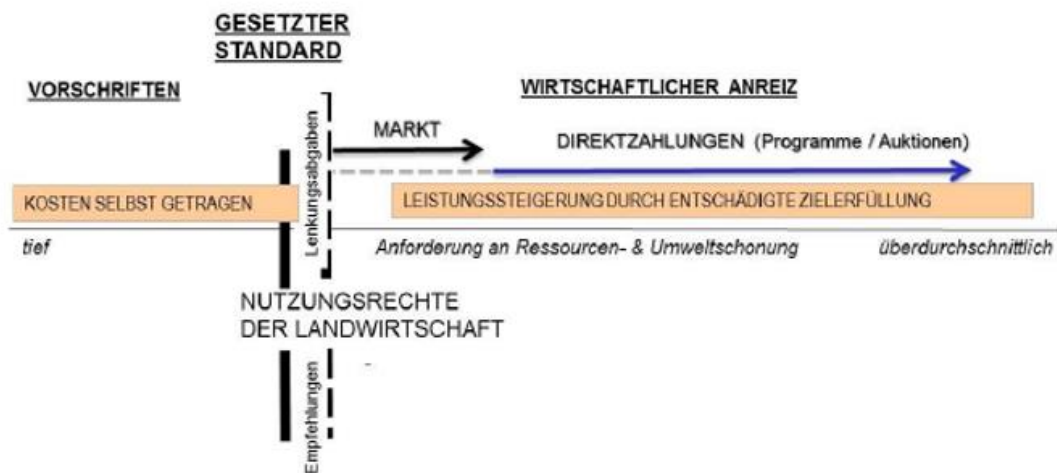 GESETZTER
STANDARD
VORSCHRIFTEN
WIRTSCHAFTLICHER ANREIZ
Lenkungsabgaben
MARKT
DIREKTZAHLUNGEN (Programme / Auktionen)
KOSTEN SELBST GETRAGEN
LEISTUNGSSTEIGERUNG DURCH ENTSCHÄDIGTE ZIELERFÜLLUNG
tief
Anforderung an Ressourcen- & Umweltschonung
überdurchschnittlich
NUTZUNGSRECHTE
DER LANDWIRTSCHAFT
Empfehlungen